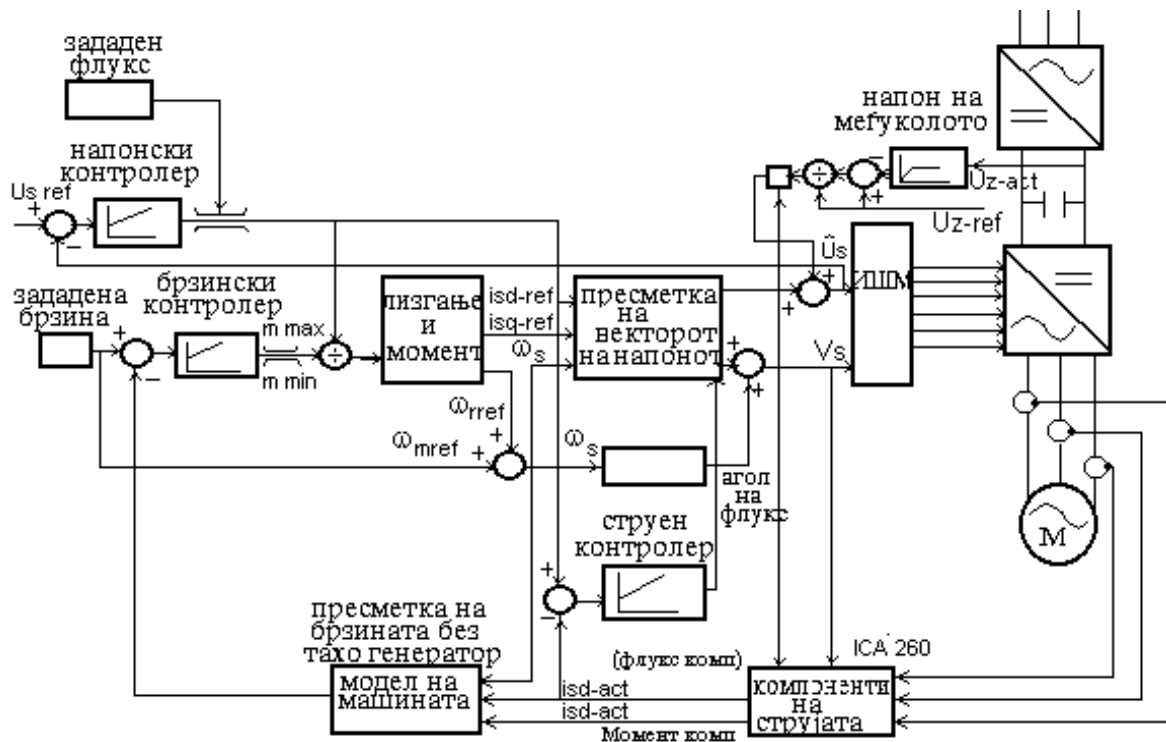 зададен
флукс
напонски
контролер
Us ref
+
−
напон на
меѓуколото
−
+
÷
Uz-act
Uz-ref
Ûs
+
+
ИШМ
зададена
брзина
+
−
брзински
контролер
m max
m min
÷
лизгање
и
момент
isd-ref
isq-ref
ωs
пресметка
на
векторот
на напонот
+
+
Vs
ωrref
+
ωmref
+
ωs
агол
на
флукс
струен
контролер
+
−
M
пресметка на
брзината без
тахо генератор
модел на
машината
(флукс комп)
isd-act
isd-act
Момент комп
ICA 260
компоненти
на
струјата